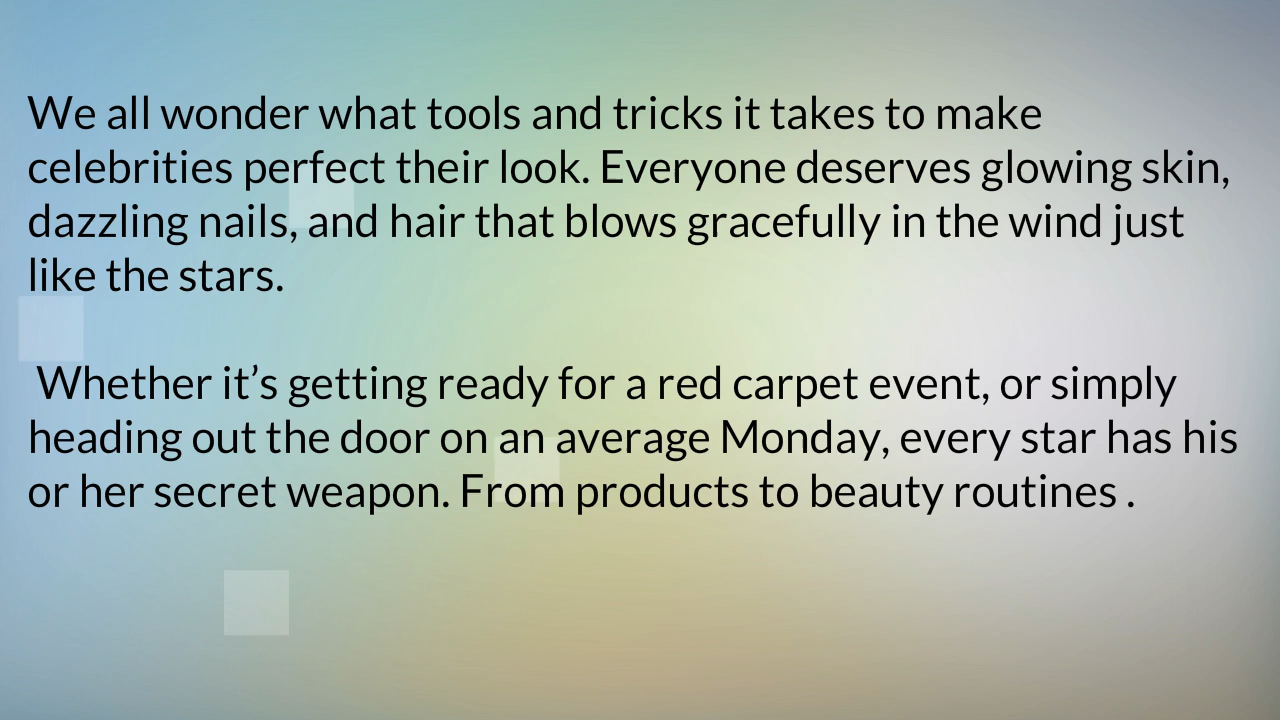 We all wonder what tools and tricks it takes to make
celebrities perfect their look. Everyone deserves glowing skin,
dazzling nails, and hair that blows gracefully in the wind just
like the stars.
Whether it’s getting ready for a red carpet event, or simply
heading out the door on an average Monday, every star has his
or her secret weapon. From products to beauty routines .